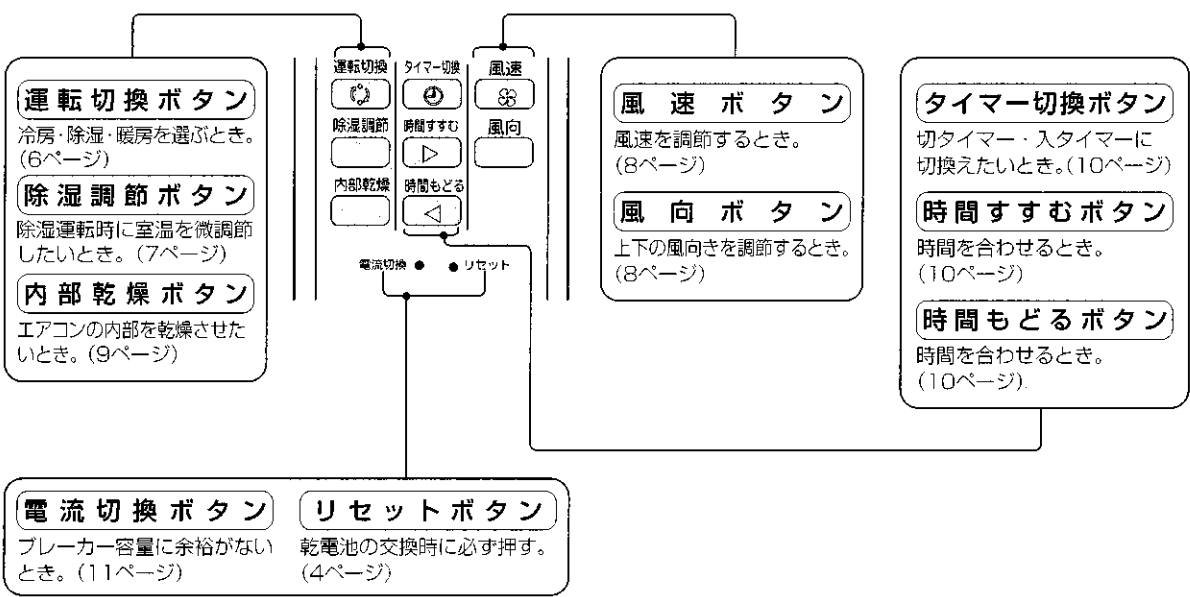 運転切換ボタン
冷房・除湿・暖房を選ぶとき。
(6ページ)
除湿調節ボタン
除湿運転時に室温を微調節
したいとき。(7ページ)
内部乾燥ボタン
エアコンの内部を乾燥させた
いとき。(9ページ)
運転切換 タイマー切換 風速
除湿調節 時間すすむ 風向
内部乾燥 時間もどる
電流切換 リセット
風速ボタン
風速を調節するとき。
(8ページ)
風向ボタン
上下の風向きを調節するとき。
(8ページ)
タイマー切換ボタン
切タイマー・入タイマーに
切換えたいとき。(10ページ)
時間すすむボタン
時間を合わせるとき。
(10ページ)
時間もどるボタン
時間を合わせるとき。
(10ページ).
電流切換ボタン
ブレーカー容量に余裕がない
とき。(11ページ)
リセットボタン
乾電池の交換時に必ず押す。
(4ページ)